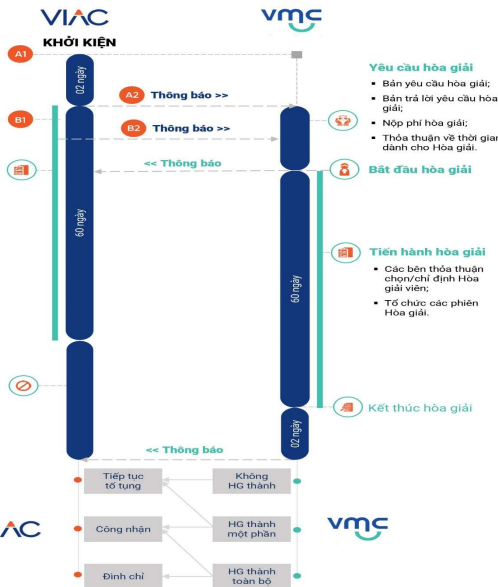 VIAC
vmc
KHỞI KIỆN
A1
02 ngày
A2 Thông báo >>
B1
B2 Thông báo >>
<< Thông báo
60 ngày
Yêu cầu hòa giải
▪ Bản yêu cầu hòa giải;
▪ Bản trả lời yêu cầu hòa
giải;
▪ Nộp phí hòa giải;
▪ Thỏa thuận về thời gian
dành cho Hòa giải.
Bắt đầu hòa giải
60 ngày
Tiến hành hòa giải
▪ Các bên thỏa thuận
chọn/chỉ định Hòa
giải viên;
▪ Tổ chức các phiên
Hòa giải.
Kết thúc hòa giải
02 ngày
<< Thông báo
Tiếp tục
tố tụng
Không
HG thành
AC
Công nhận
HG thành
một phần
vmc
Đình chỉ
HG thành
toàn bộ